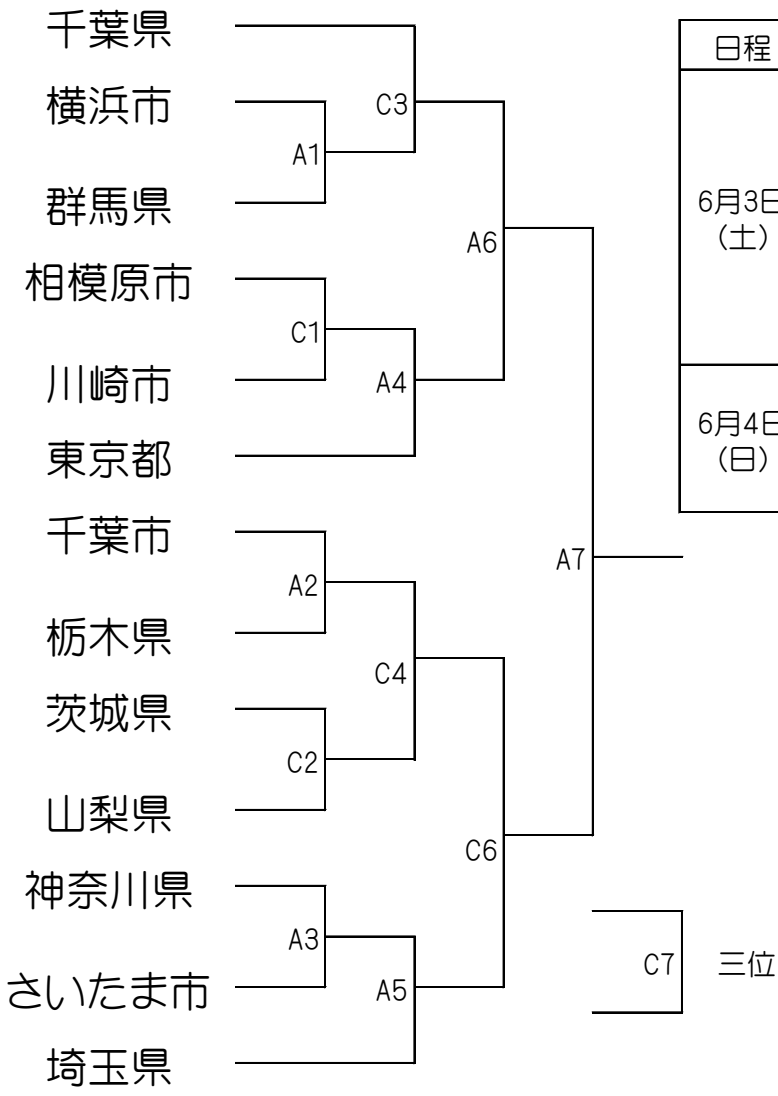 千葉県
横浜市
群馬県
相模原市
川崎市
東京都
千葉市
栃木県
茨城県
山梨県
神奈川県
さいたま市
埼玉県
A1
C1
A2
C2
A3
C3
A4
C4
A5
A6
C6
A7
C7
三位
日程
6月3日
(土)
6月4日
(日)